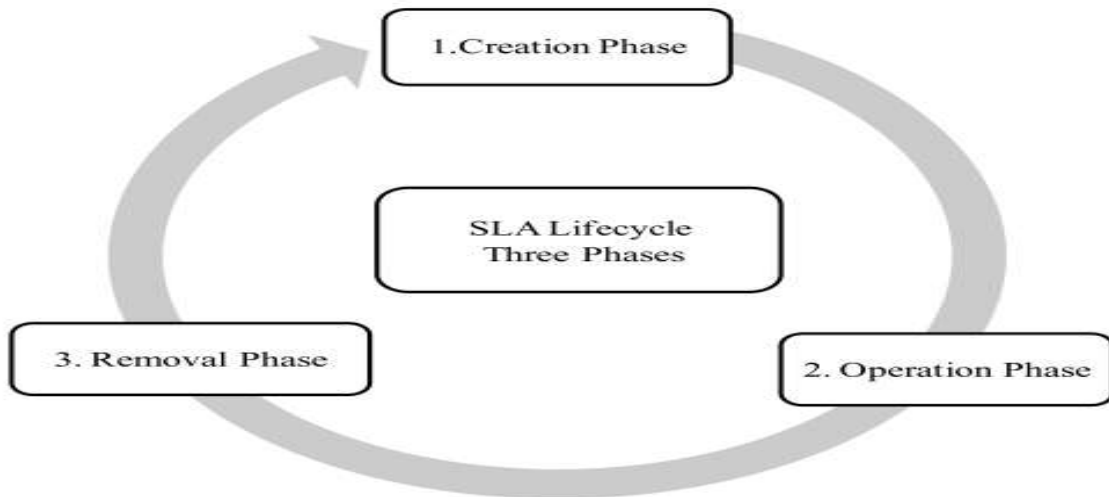 1.Creation Phase
SLA Lifecycle
Three Phases
3. Removal Phase
2. Operation Phase